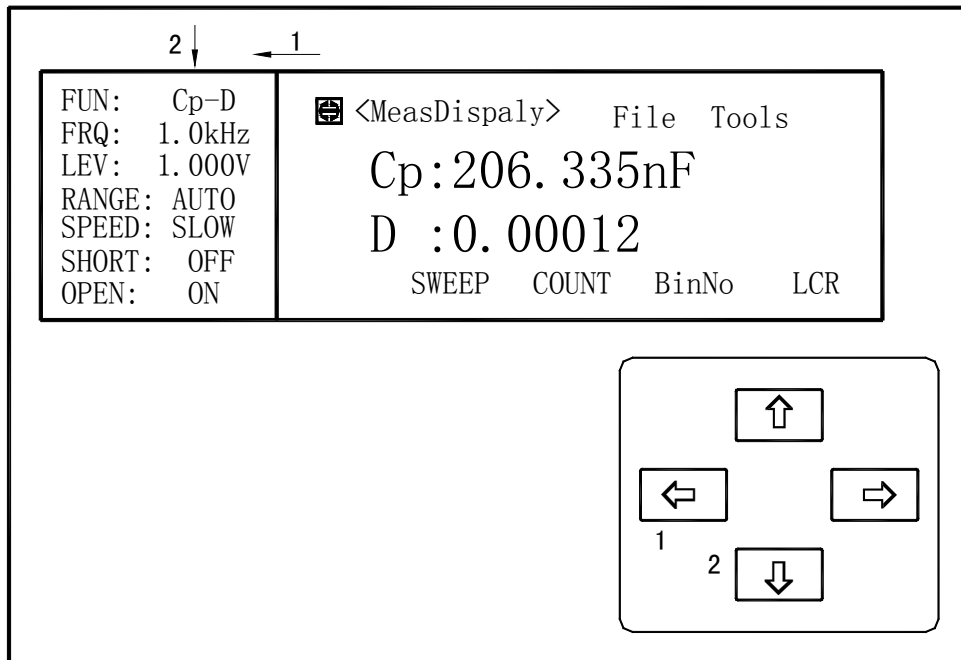 2 1
FUN: Cp-D
FRQ: 1.0kHz
LEV: 1.000V
RANGE: AUTO
SPEED: SLOW
SHORT: OFF
OPEN: ON
<MeasDispaly> File Tools
Cp:206.335nF
D :0.00012
SWEEP COUNT BinNo LCR
1
2